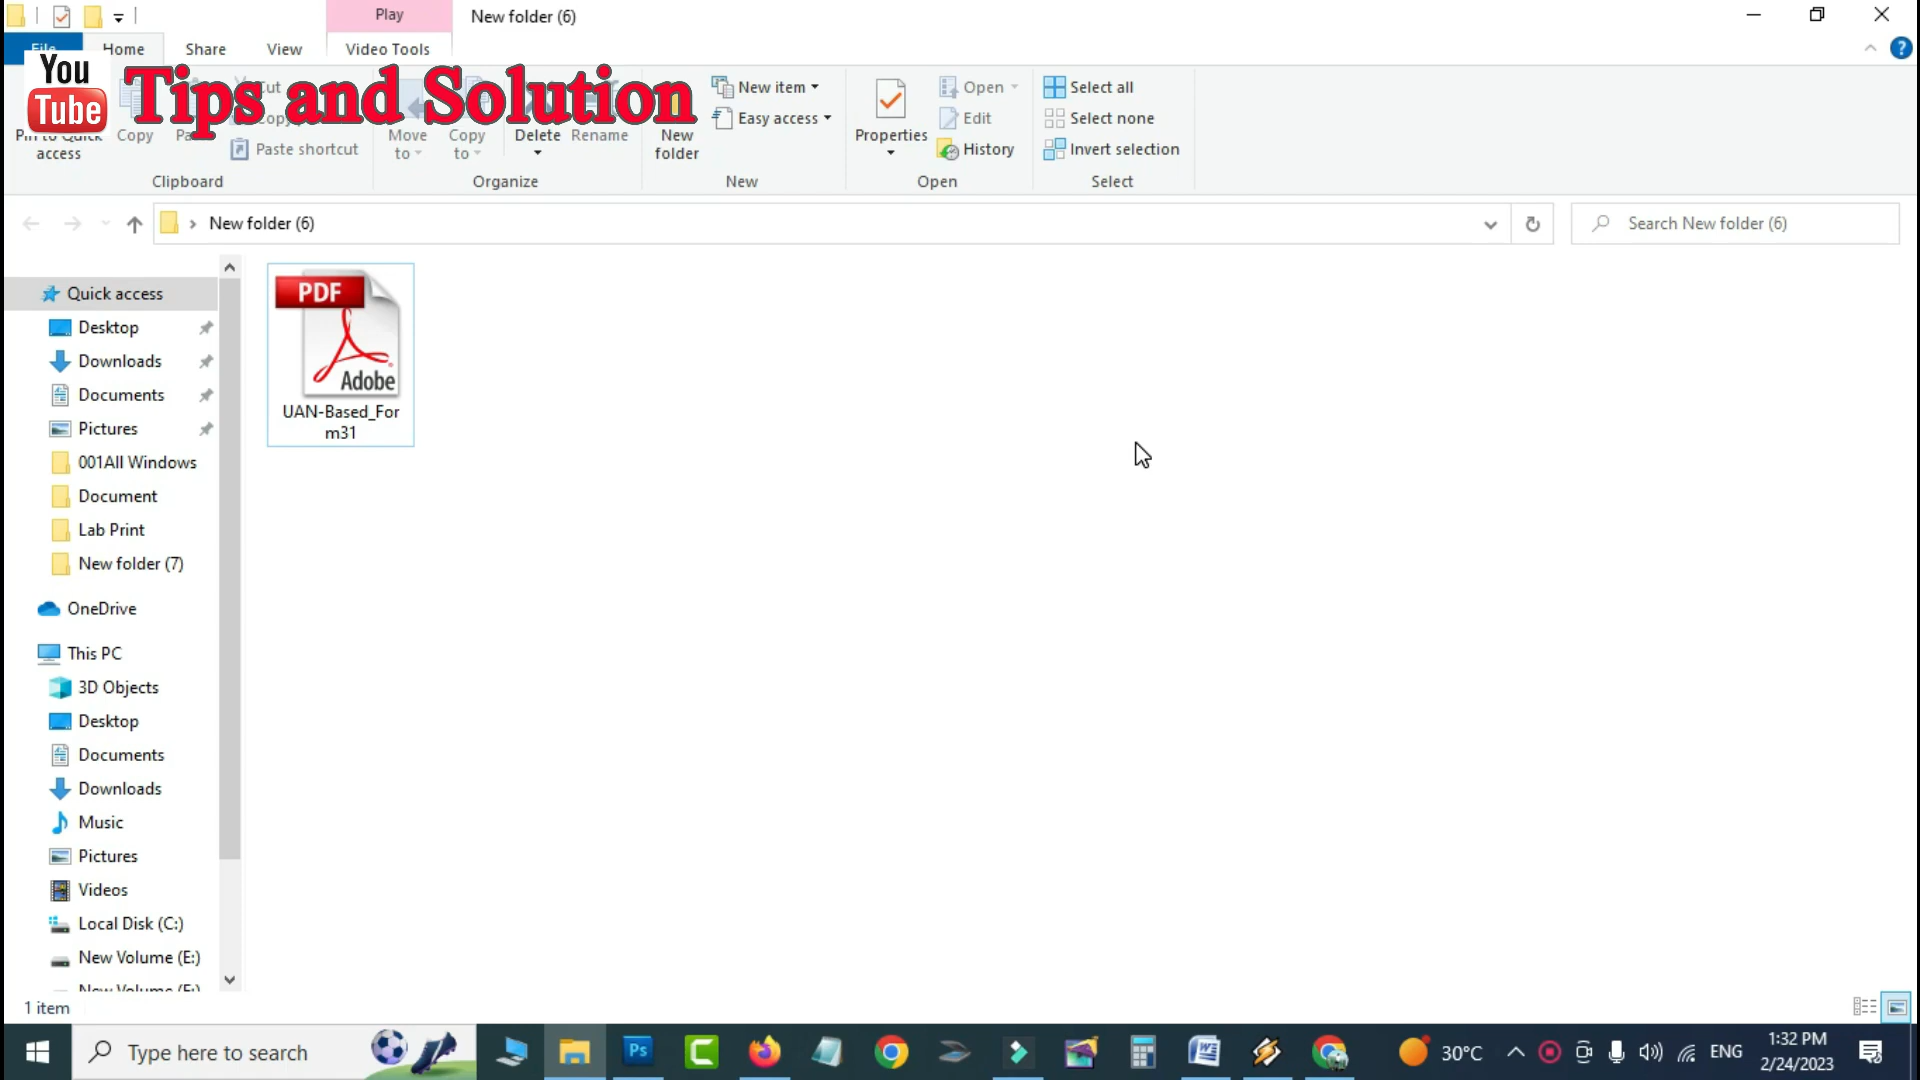 Play
New folder (6)
File
Home
Share
View
Video Tools
You
Tube
Tips and Solution
Cut
access
Copy
Paste shortcut
Clipboard
Move
to
Copy
to
Delete
Rename
Organize
New
folder
New item
Easy access
New
Properties
Open
Edit
History
Open
Select all
Select none
Invert selection
Select
New folder (6)
Search New folder (6)
Quick access
Desktop
Downloads
Documents
Pictures
001All Windows
Document
Lab Print
New folder (7)
OneDrive
This PC
3D Objects
Desktop
Documents
Downloads
Music
Pictures
Videos
Local Disk (C:)
New Volume (E:)
PDF
Adobe
UAN-Based_For
m31
1 item
Type here to search
Ps
30°C
ENG
1:32 PM
2/24/2023